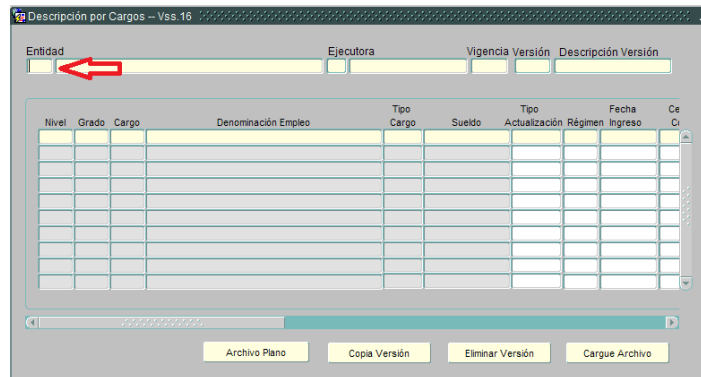 Descripción por Cargos -- Vss.16
Entidad Ejecutora Vigencia Versión Descripción Versión
Tipo Tipo Fecha Ce
Nivel Grado Cargo Denominación Empleo Cargo Sueldo Actualización Régimen Ingreso
Archivo Plano Copia Versión Eliminar Versión Cargue Archivo